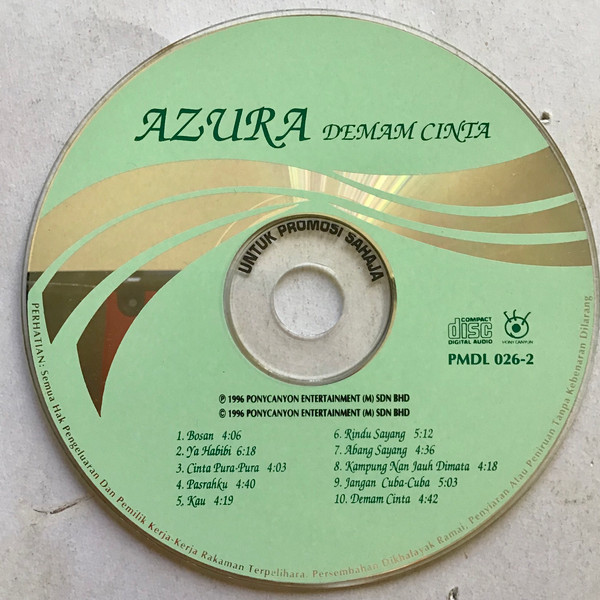 AZURA DEMAM CINTA
UNTUK PROMOSI SAHAJA
COMPACT
disc
DIGITAL AUDIO
PONY CANYON
PMDL 026-2
℗ 1996 PONYCANYON ENTERTAINMENT (M) SDN BHD
© 1996 PONYCANYON ENTERTAINMENT (M) SDN BHD
1. Bosan 4:06
2. Ya Habibi 6:18
3. Cinta Pura-Pura 4:03
4. Pasrahku 4:40
5. Kau 4:19
6. Rindu Sayang 5:12
7. Abang Sayang 4:36
8. Kampung Nan Jauh Dimata 4:18
9. Jangan Cuba-Cuba 5:03
10. Demam Cinta 4:42
PERHATIAN: Semua Hak Pengeluaran Dan Pemilik Kerja-Kerja Rakaman Terpelihara. Persembahan Dikhalayak Ramai, Penyiaran Atau Peniruan Tanpa Kebenaran Dilarang